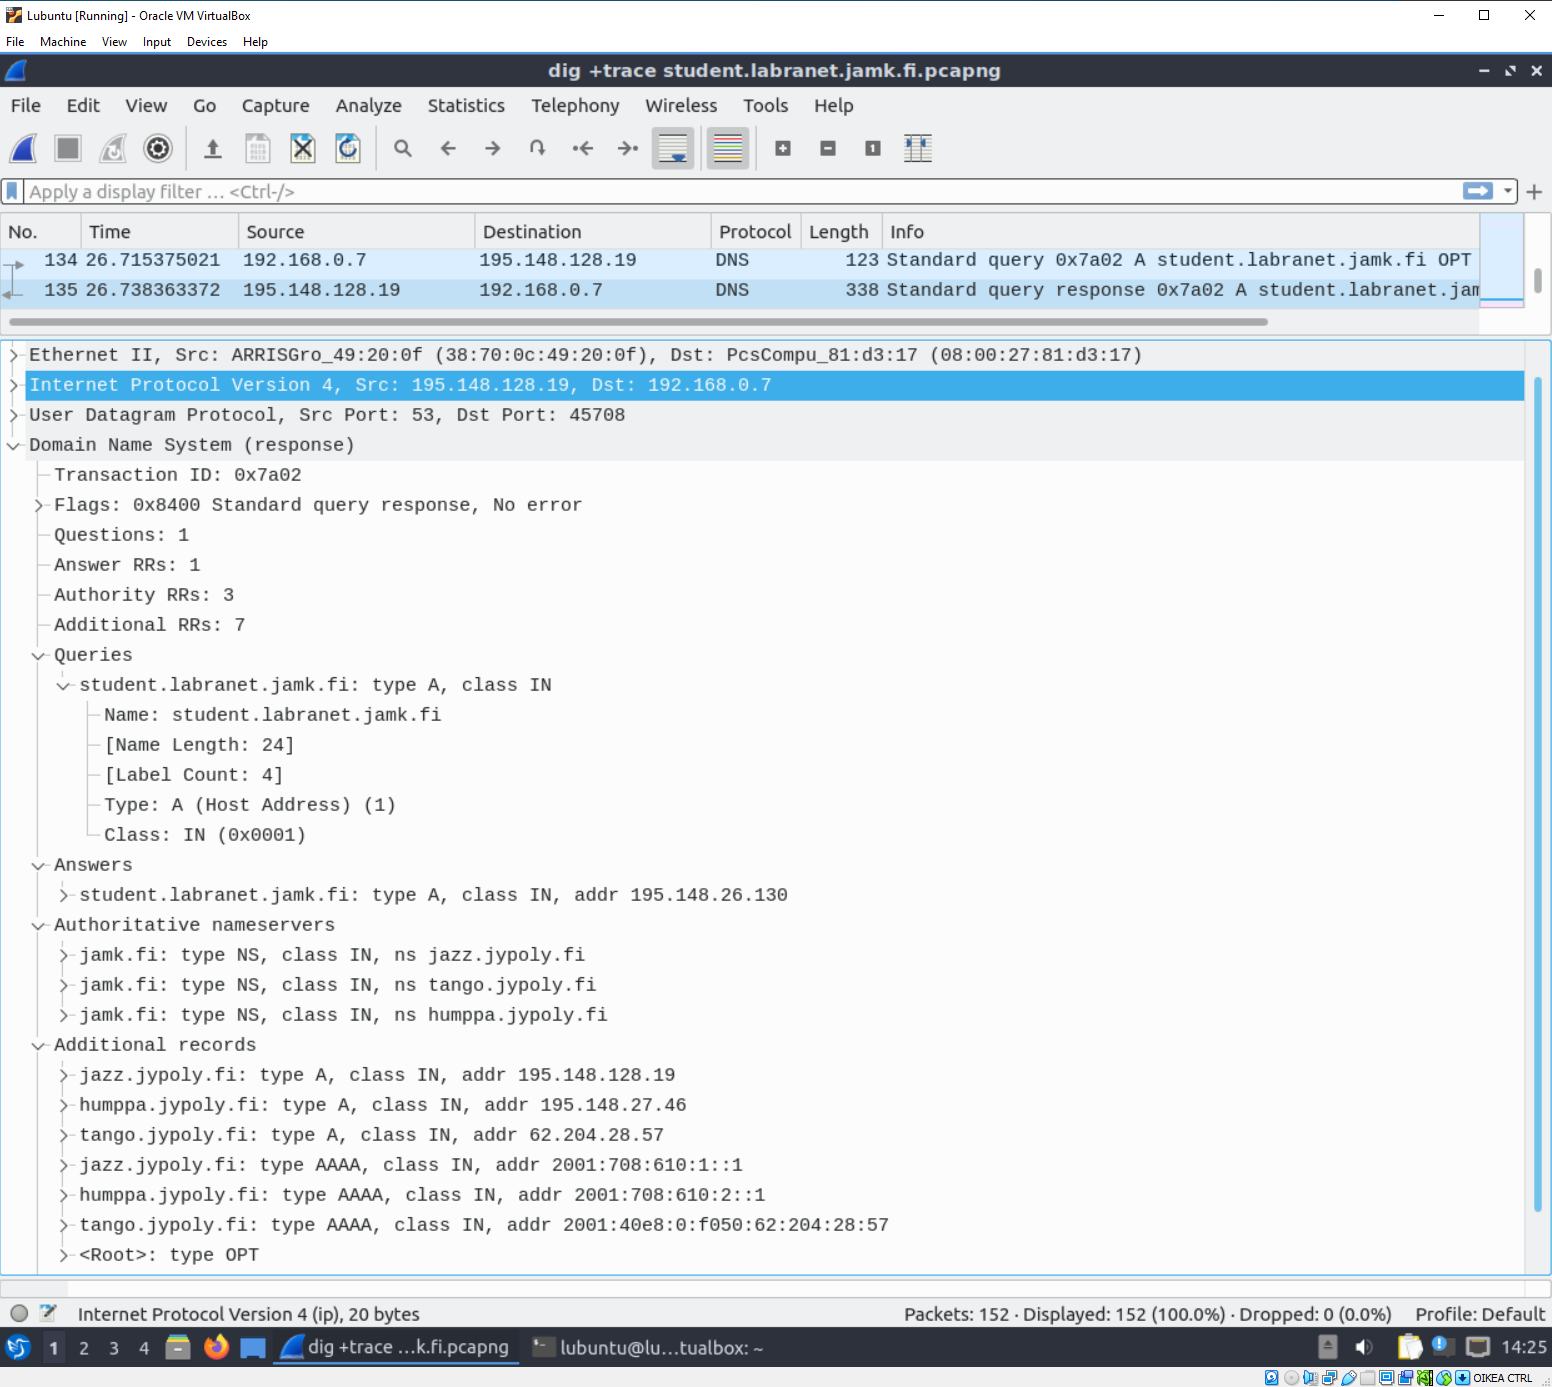 Lubuntu [Running] - Oracle VM VirtualBox
File Machine View Input Devices Help
dig +trace student.labranet.jamk.fi.pcapng
File Edit View Go Capture Analyze Statistics Telephony Wireless Tools Help
Apply a display filter … <Ctrl-/>
No. Time Source Destination Protocol Length Info
134 26.715375021 192.168.0.7 195.148.128.19 DNS 123 Standard query 0x7a02 A student.labranet.jamk.fi OPT
135 26.738363372 195.148.128.19 192.168.0.7 DNS 338 Standard query response 0x7a02 A student.labranet.jam
Ethernet II, Src: ARRISGro_49:20:0f (38:70:0c:49:20:0f), Dst: PcsCompu_81:d3:17 (08:00:27:81:d3:17)
Internet Protocol Version 4, Src: 195.148.128.19, Dst: 192.168.0.7
User Datagram Protocol, Src Port: 53, Dst Port: 45708
Domain Name System (response)
Transaction ID: 0x7a02
Flags: 0x8400 Standard query response, No error
Questions: 1
Answer RRs: 1
Authority RRs: 3
Additional RRs: 7
Queries
student.labranet.jamk.fi: type A, class IN
Name: student.labranet.jamk.fi
[Name Length: 24]
[Label Count: 4]
Type: A (Host Address) (1)
Class: IN (0x0001)
Answers
student.labranet.jamk.fi: type A, class IN, addr 195.148.26.130
Authoritative nameservers
jamk.fi: type NS, class IN, ns jazz.jypoly.fi
jamk.fi: type NS, class IN, ns tango.jypoly.fi
jamk.fi: type NS, class IN, ns humppa.jypoly.fi
Additional records
jazz.jypoly.fi: type A, class IN, addr 195.148.128.19
humppa.jypoly.fi: type A, class IN, addr 195.148.27.46
tango.jypoly.fi: type A, class IN, addr 62.204.28.57
jazz.jypoly.fi: type AAAA, class IN, addr 2001:708:610:1::1
humppa.jypoly.fi: type AAAA, class IN, addr 2001:708:610:2::1
tango.jypoly.fi: type AAAA, class IN, addr 2001:40e8:0:f050:62:204:28:57
<Root>: type OPT
Internet Protocol Version 4 (ip), 20 bytes Packets: 152 · Displayed: 152 (100.0%) · Dropped: 0 (0.0%) Profile: Default
1 2 3 4 dig +trace ...k.fi.pcapng lubuntu@lu...tualbox: ~ 14:25
OIKEA CTRL